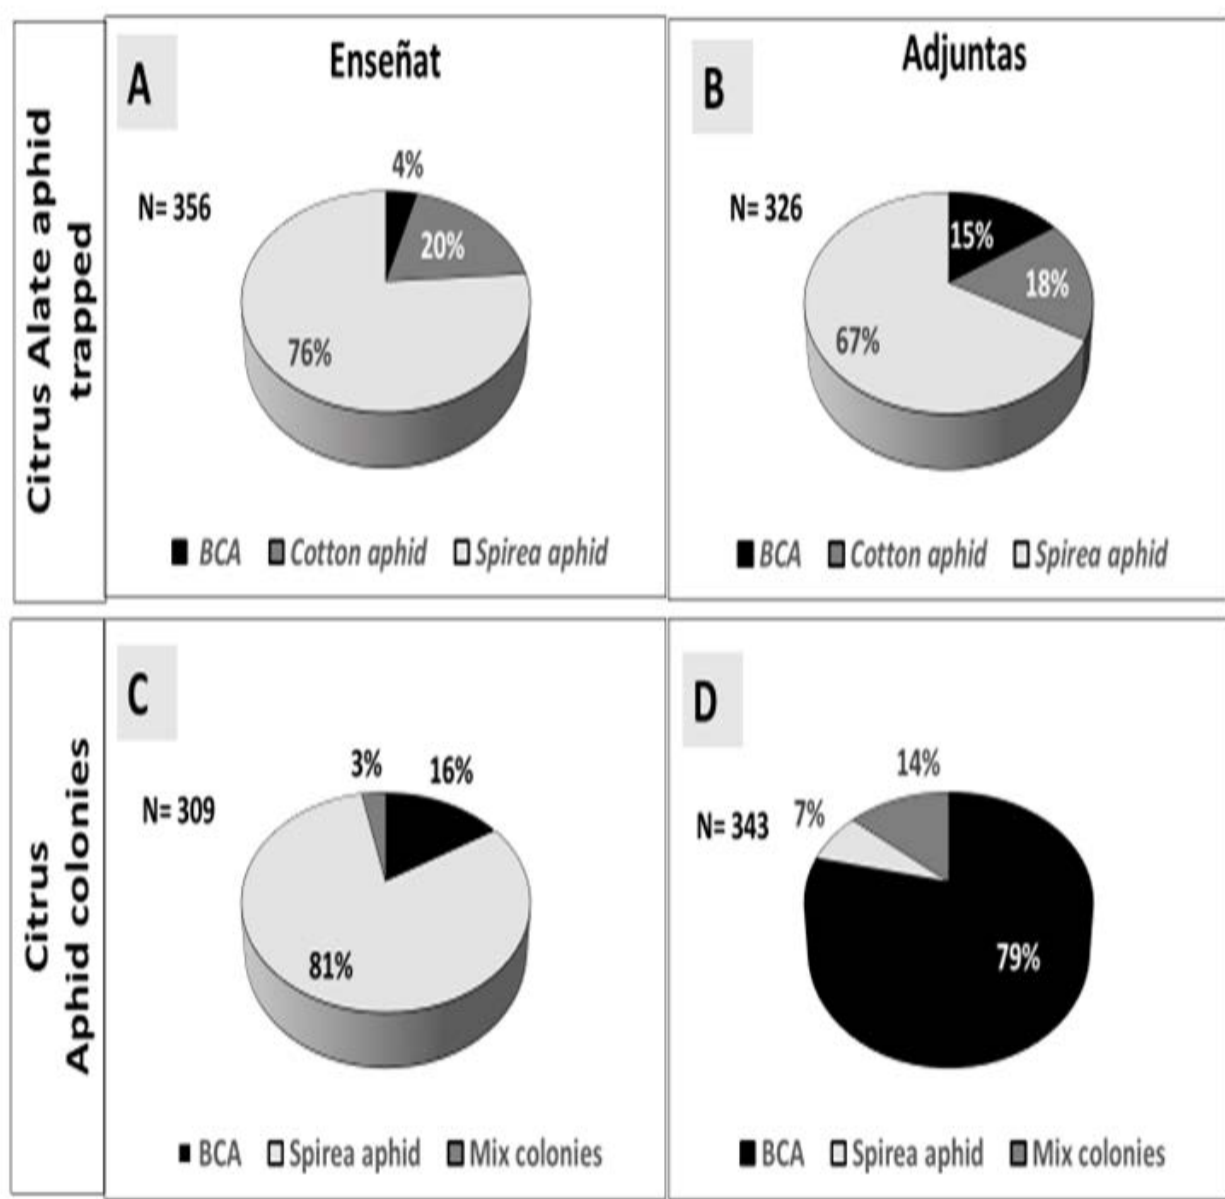 Citrus Alate aphid
trapped
A
Enseñat
4%
N= 356
20%
76%
BCA Cotton aphid Spirea aphid
B
Adjuntas
N= 326
15%
18%
67%
BCA Cotton aphid Spirea aphid
Citrus
Aphid colonies
C
3% 16%
N= 309
81%
BCA Spirea aphid Mix colonies
D
14%
N= 343 7%
79%
BCA Spirea aphid Mix colonies